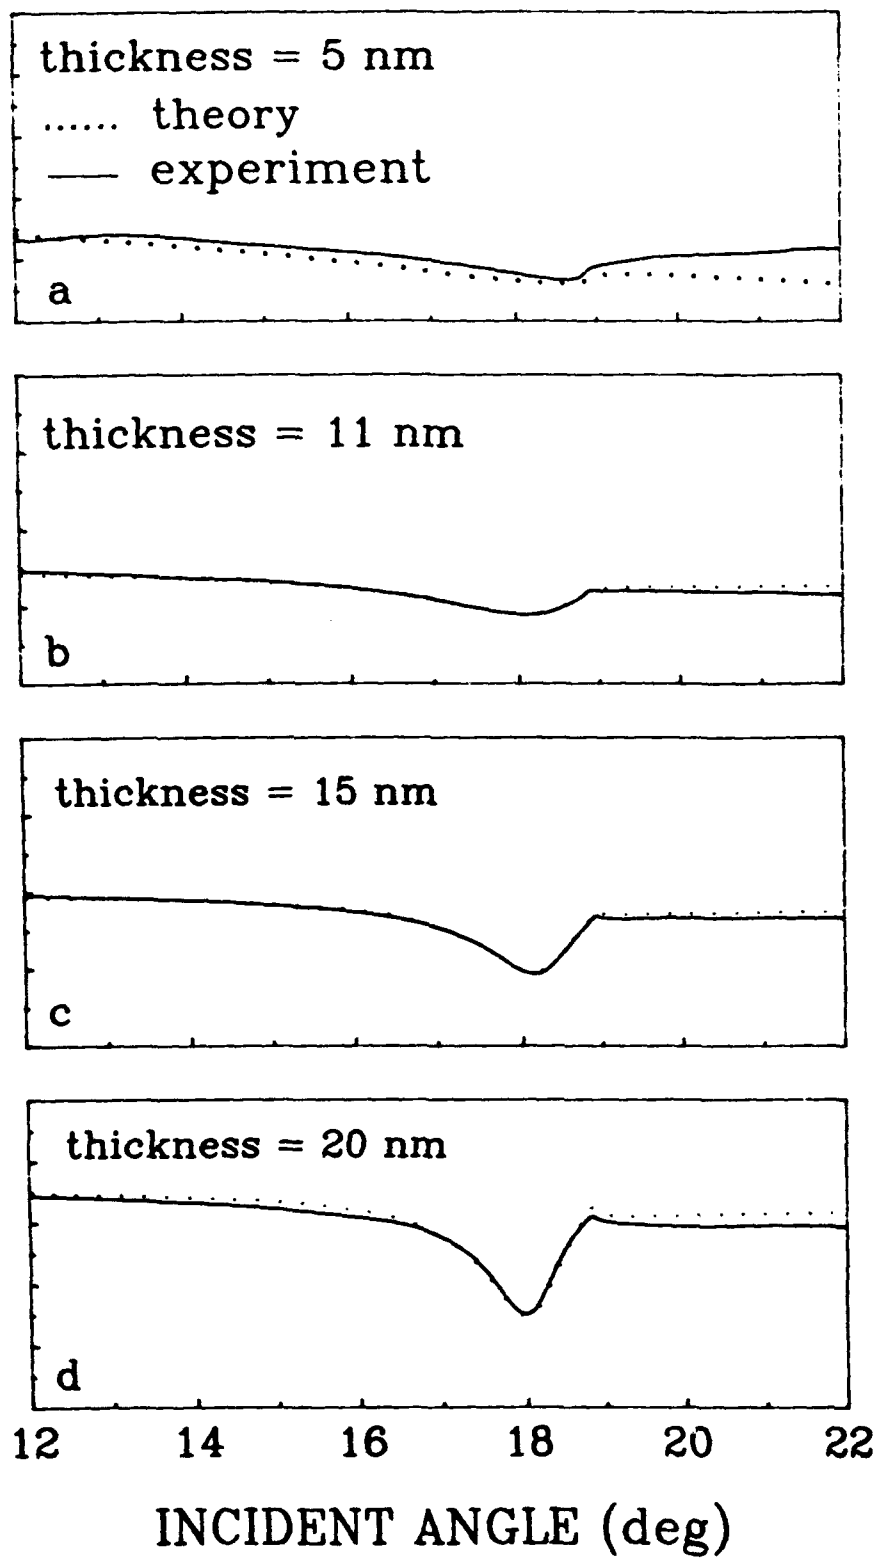 thickness = 5 nm
...... theory
—— experiment
a
thickness = 11 nm
b
thickness = 15 nm
c
thickness = 20 nm
d
12 14 16 18 20 22
INCIDENT ANGLE (deg)